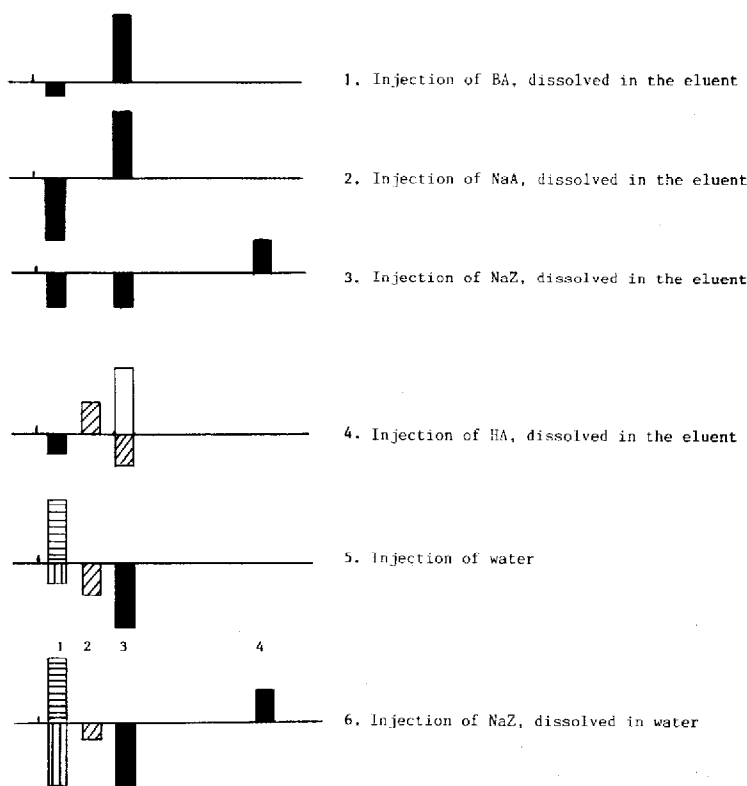 1. Injection of BA, dissolved in the eluent
2. Injection of NaA, dissolved in the eluent
3. Injection of NaZ, dissolved in the eluent
4. Injection of HA, dissolved in the eluent
5. Injection of water
1 2 3 4
6. Injection of NaZ, dissolved in water